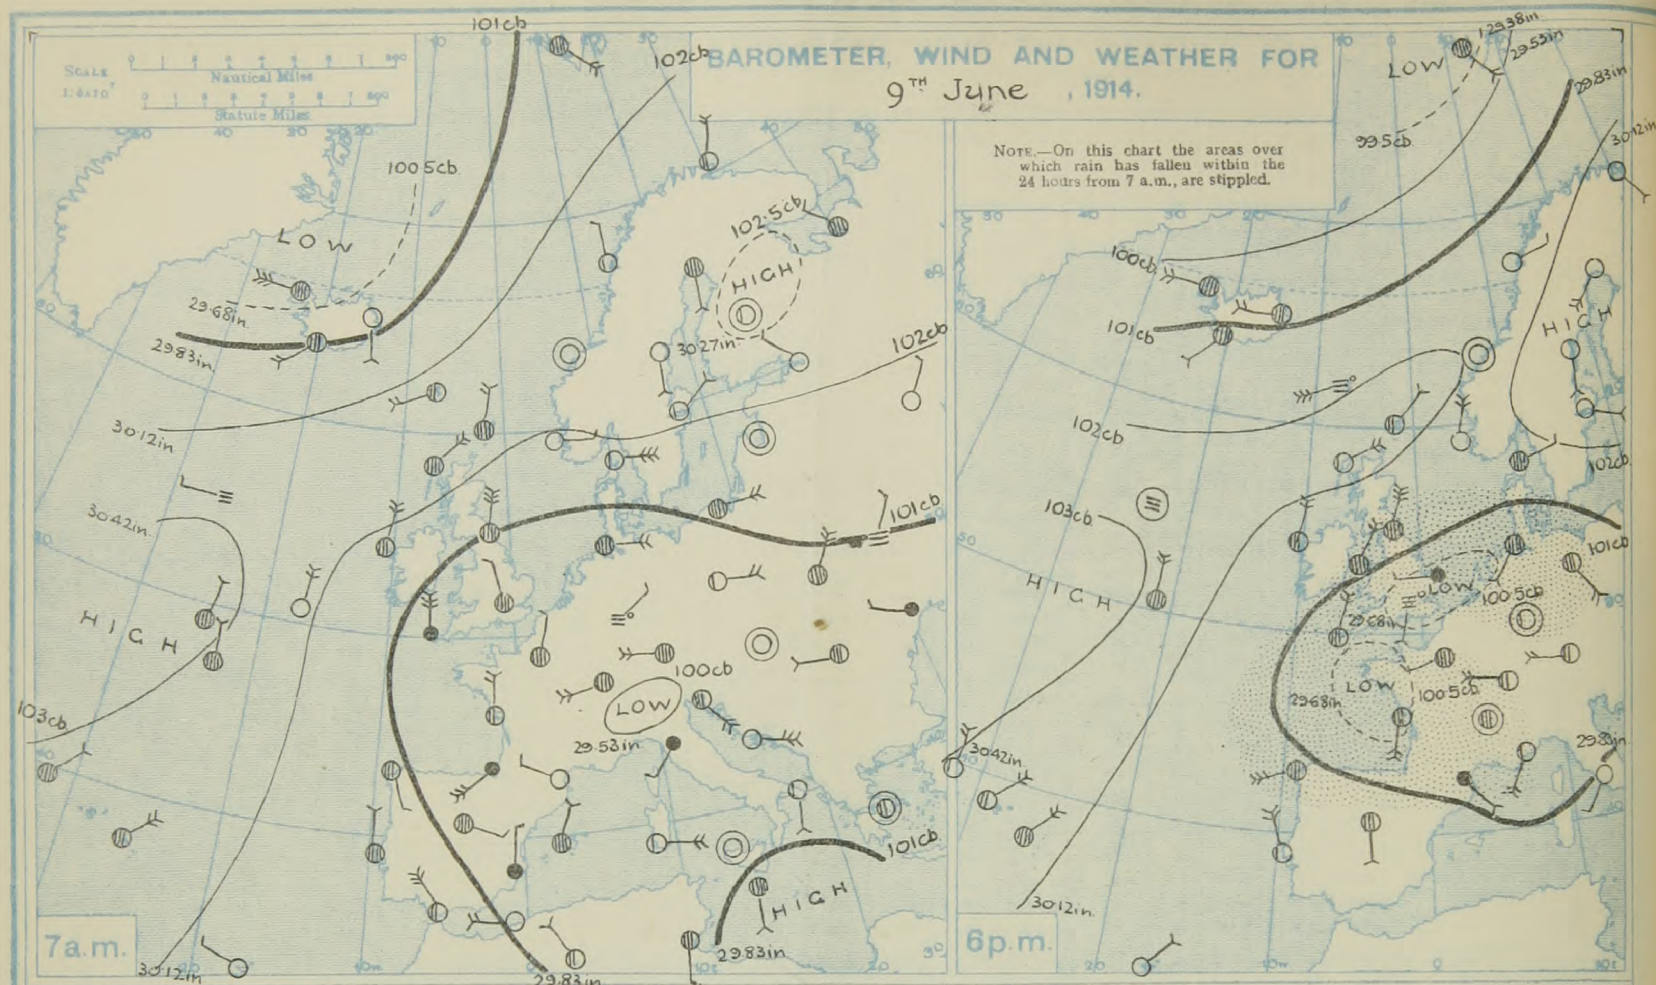 BAROMETER, WIND AND WEATHER FOR
9TH June, 1914.
NOTE.—On this chart the areas over
which rain has fallen within the
24 hours from 7 a.m., are stippled.
SCALE
Nautical Miles
Statute Miles
101cb
102cb
100.5cb
LOW
29.68in.
29.83in.
30.12in
30.42in.
HIGH
103cb
102.5cb
HIGH
30.27in
102cb
101cb
100cb
LOW
29.53in
101cb
HIGH
29.83in
29.83in
30.12in
7a.m.
29.38in
29.53in
LOW
29.83in
99.5cb
30.12in
100cb
101cb
HIGH
102cb
102cb
103cb
101cb
HIGH
LOW
100.5cb
29.68in
LOW
100.5cb
29.68in
29.83in
30.42in
30.12in
6p.m.